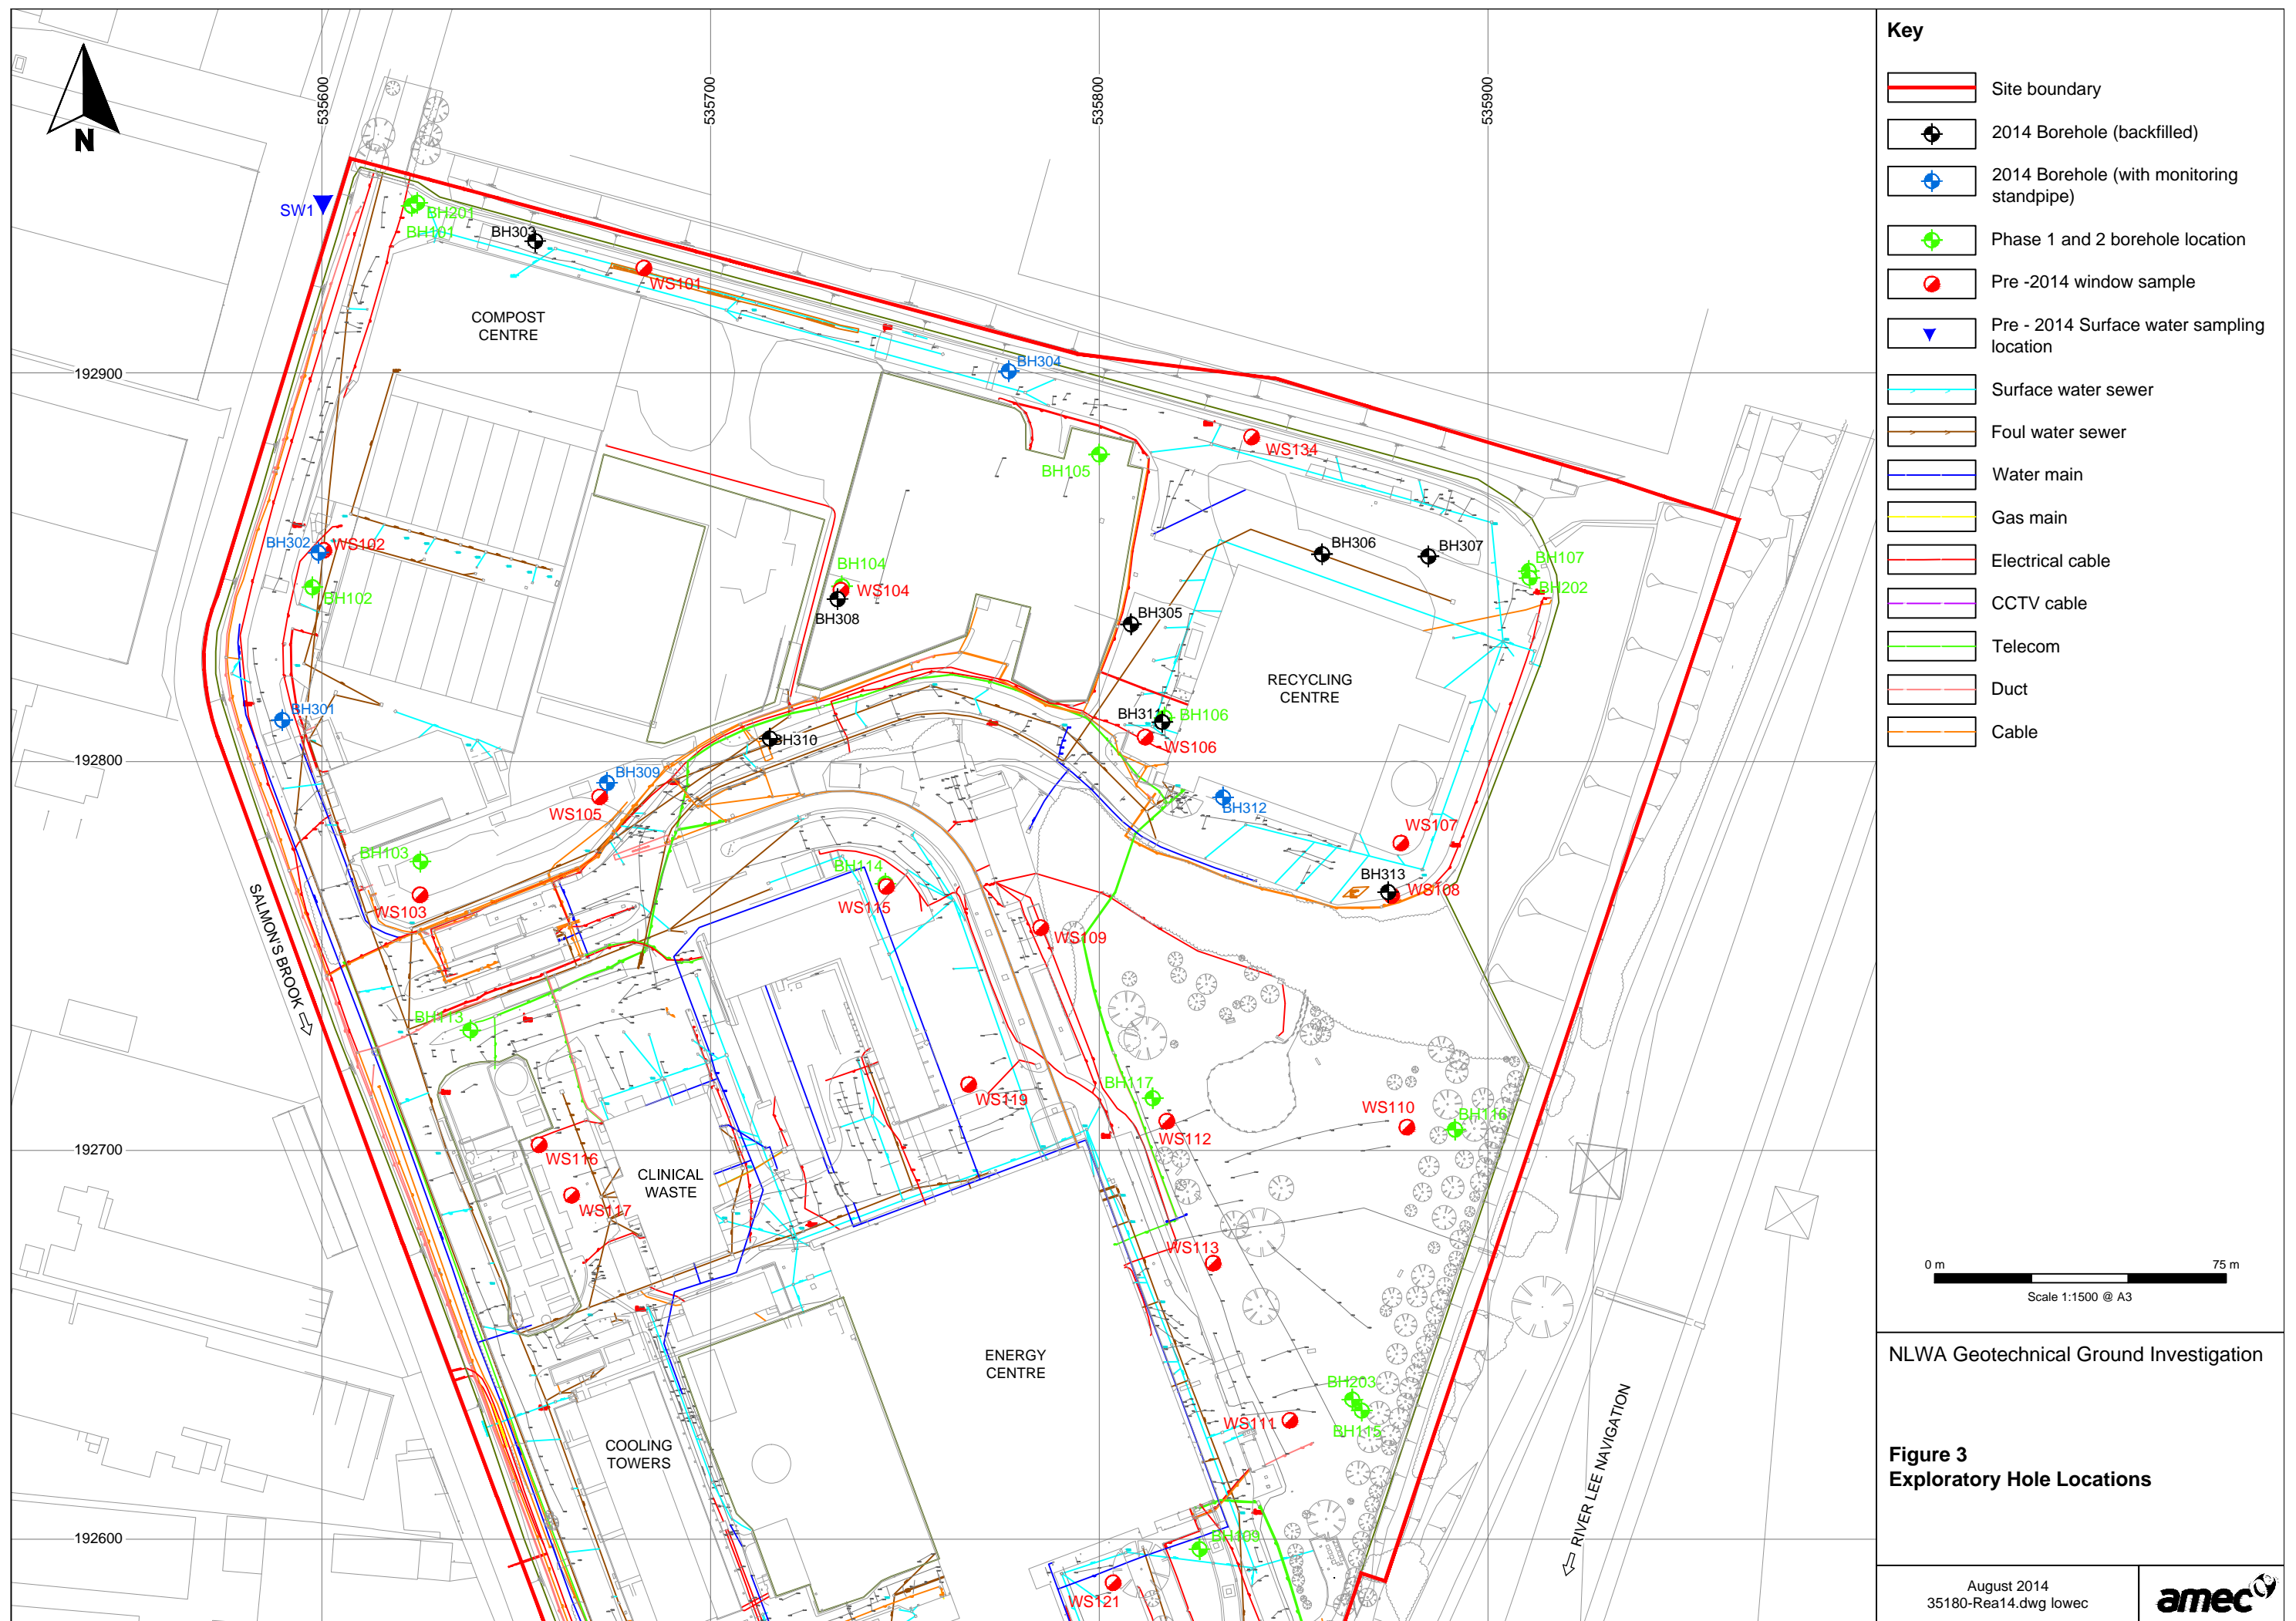 N
535600
535700
535800
535900
192900
192800
192700
192600
SW1
BH201
BH101
BH303
WS101
COMPOST
CENTRE
BH304
WS134
BH105
BH302
WS102
BH102
BH104
WS104
BH308
BH306
BH307
BH107
BH202
BH305
RECYCLING
CENTRE
BH301
BH310
BH311
BH106
WS106
BH309
WS105
BH312
WS107
BH103
WS103
BH114
WS115
BH313
WS108
WS109
SALMON'S BROOK
BH113
WS119
BH117
WS112
WS110
BH116
WS116
WS117
CLINICAL
WASTE
WS113
ENERGY
CENTRE
BH203
BH115
WS111
COOLING
TOWERS
RIVER LEE NAVIGATION
BH109
WS121
Key
Site boundary
2014 Borehole (backfilled)
2014 Borehole (with monitoring
standpipe)
Phase 1 and 2 borehole location
Pre -2014 window sample
Pre - 2014 Surface water sampling
location
Surface water sewer
Foul water sewer
Water main
Gas main
Electrical cable
CCTV cable
Telecom
Duct
Cable
0 m
75 m
Scale 1:1500 @ A3
NLWA Geotechnical Ground Investigation
Figure 3
Exploratory Hole Locations
August 2014
35180-Rea14.dwg lowec
amec